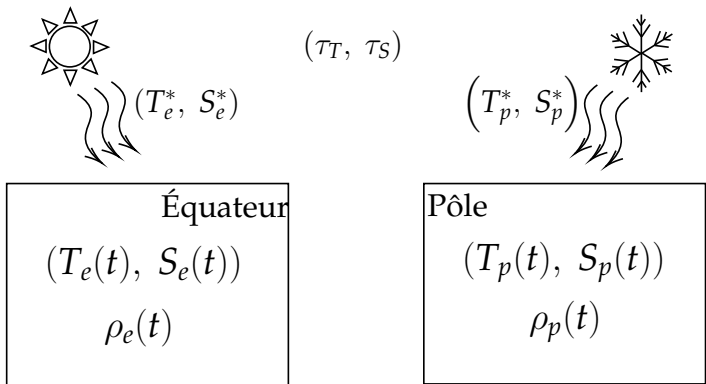 (τ_T, τ_S)
(T_e^*, S_e^*)
(T_p^*, S_p^*)
Équateur
Pôle
(T_e(t), S_e(t))
(T_p(t), S_p(t))
ρ_e(t)
ρ_p(t)